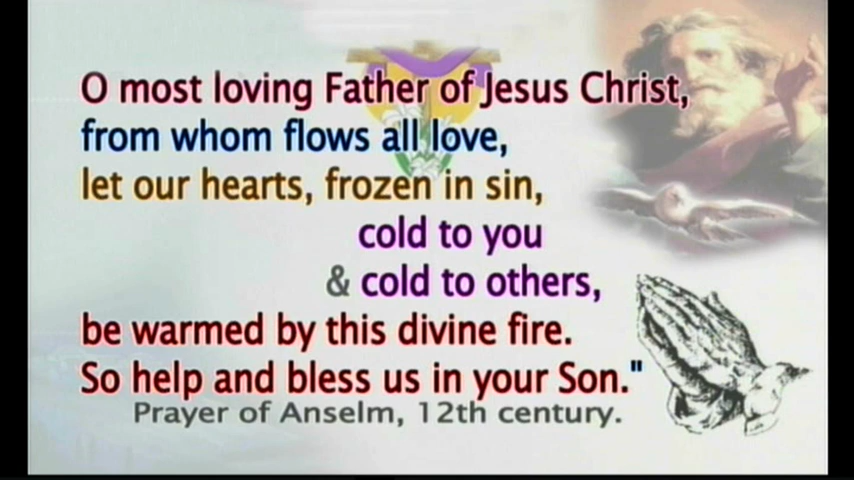 O most loving Father of Jesus Christ,
from whom flows all love,
let our hearts, frozen in sin,
cold to you
& cold to others,
be warmed by this divine fire.
So help and bless us in your Son."
Prayer of Anselm, 12th century.